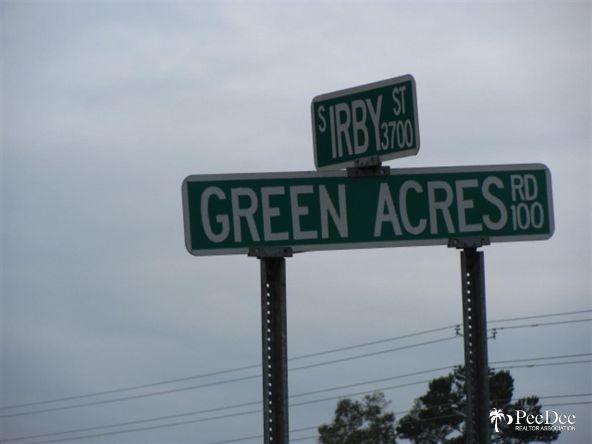 S IRBY ST 3700
GREEN ACRES RD 100
PeeDee
REALTOR ASSOCIATION